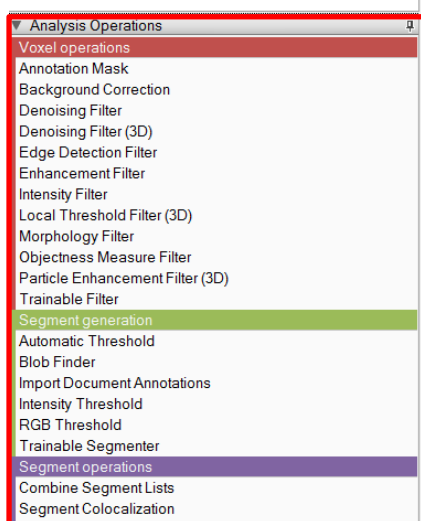 Analysis Operations
Voxel operations
Annotation Mask
Background Correction
Denoising Filter
Denoising Filter (3D)
Edge Detection Filter
Enhancement Filter
Intensity Filter
Local Threshold Filter (3D)
Morphology Filter
Objectness Measure Filter
Particle Enhancement Filter (3D)
Trainable Filter
Segment generation
Automatic Threshold
Blob Finder
Import Document Annotations
Intensity Threshold
RGB Threshold
Trainable Segmenter
Segment operations
Combine Segment Lists
Segment Colocalization